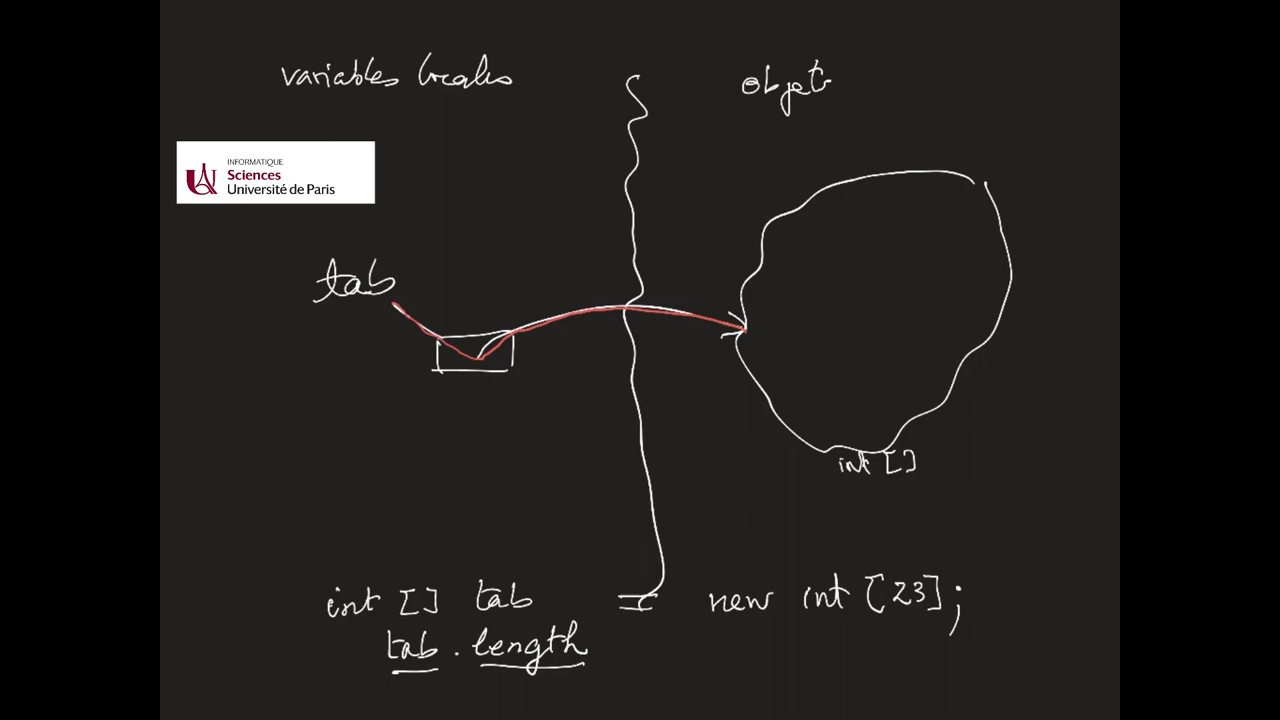 variables locales
objets
INFORMATIQUE
Sciences
Université de Paris
tab
int []
int [] tab = new int [23];
tab . length